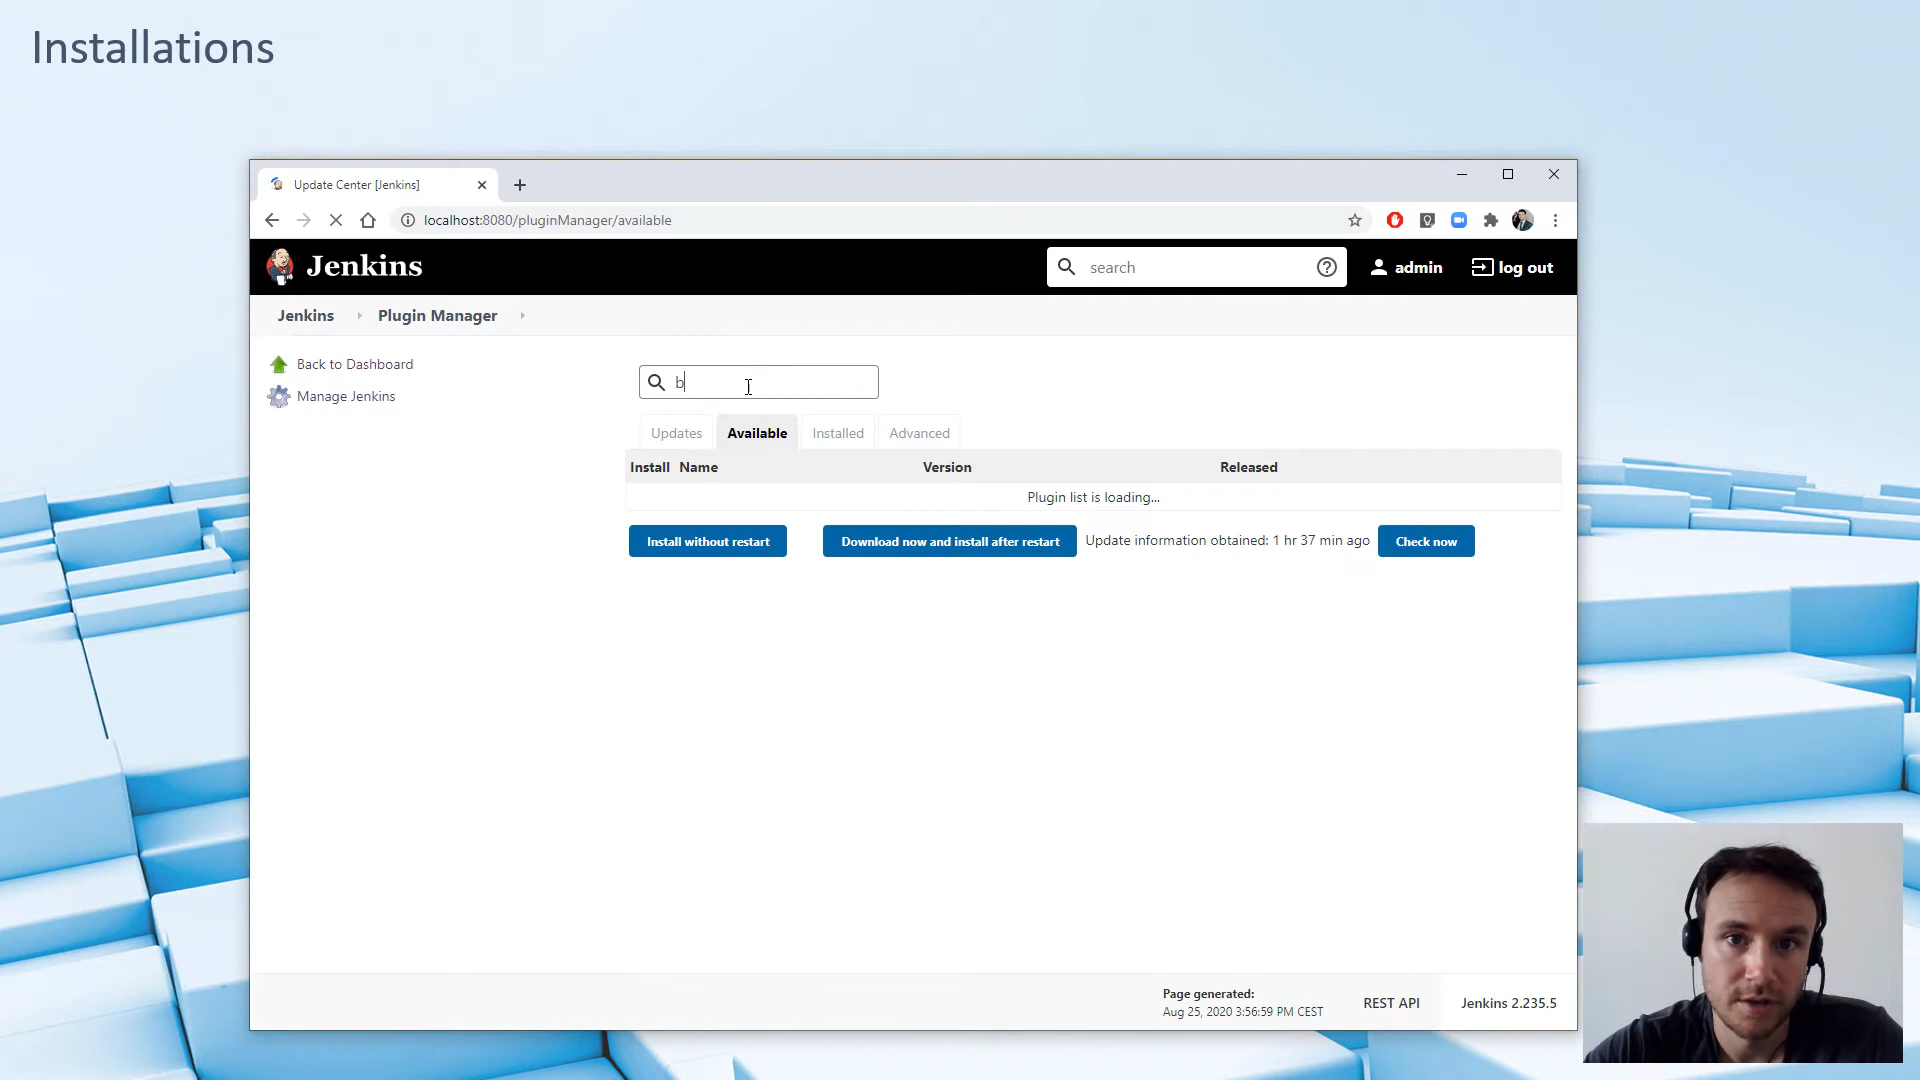 Installations
Update Center [Jenkins]
localhost:8080/pluginManager/available
Jenkins
search
admin
log out
Jenkins
Plugin Manager
Back to Dashboard
Manage Jenkins
b
Updates
Available
Installed
Advanced
Install Name Version Released
Plugin list is loading...
Install without restart
Download now and install after restart
Update information obtained: 1 hr 37 min ago
Check now
Page generated:
Aug 25, 2020 3:56:59 PM CEST
REST API
Jenkins 2.235.5